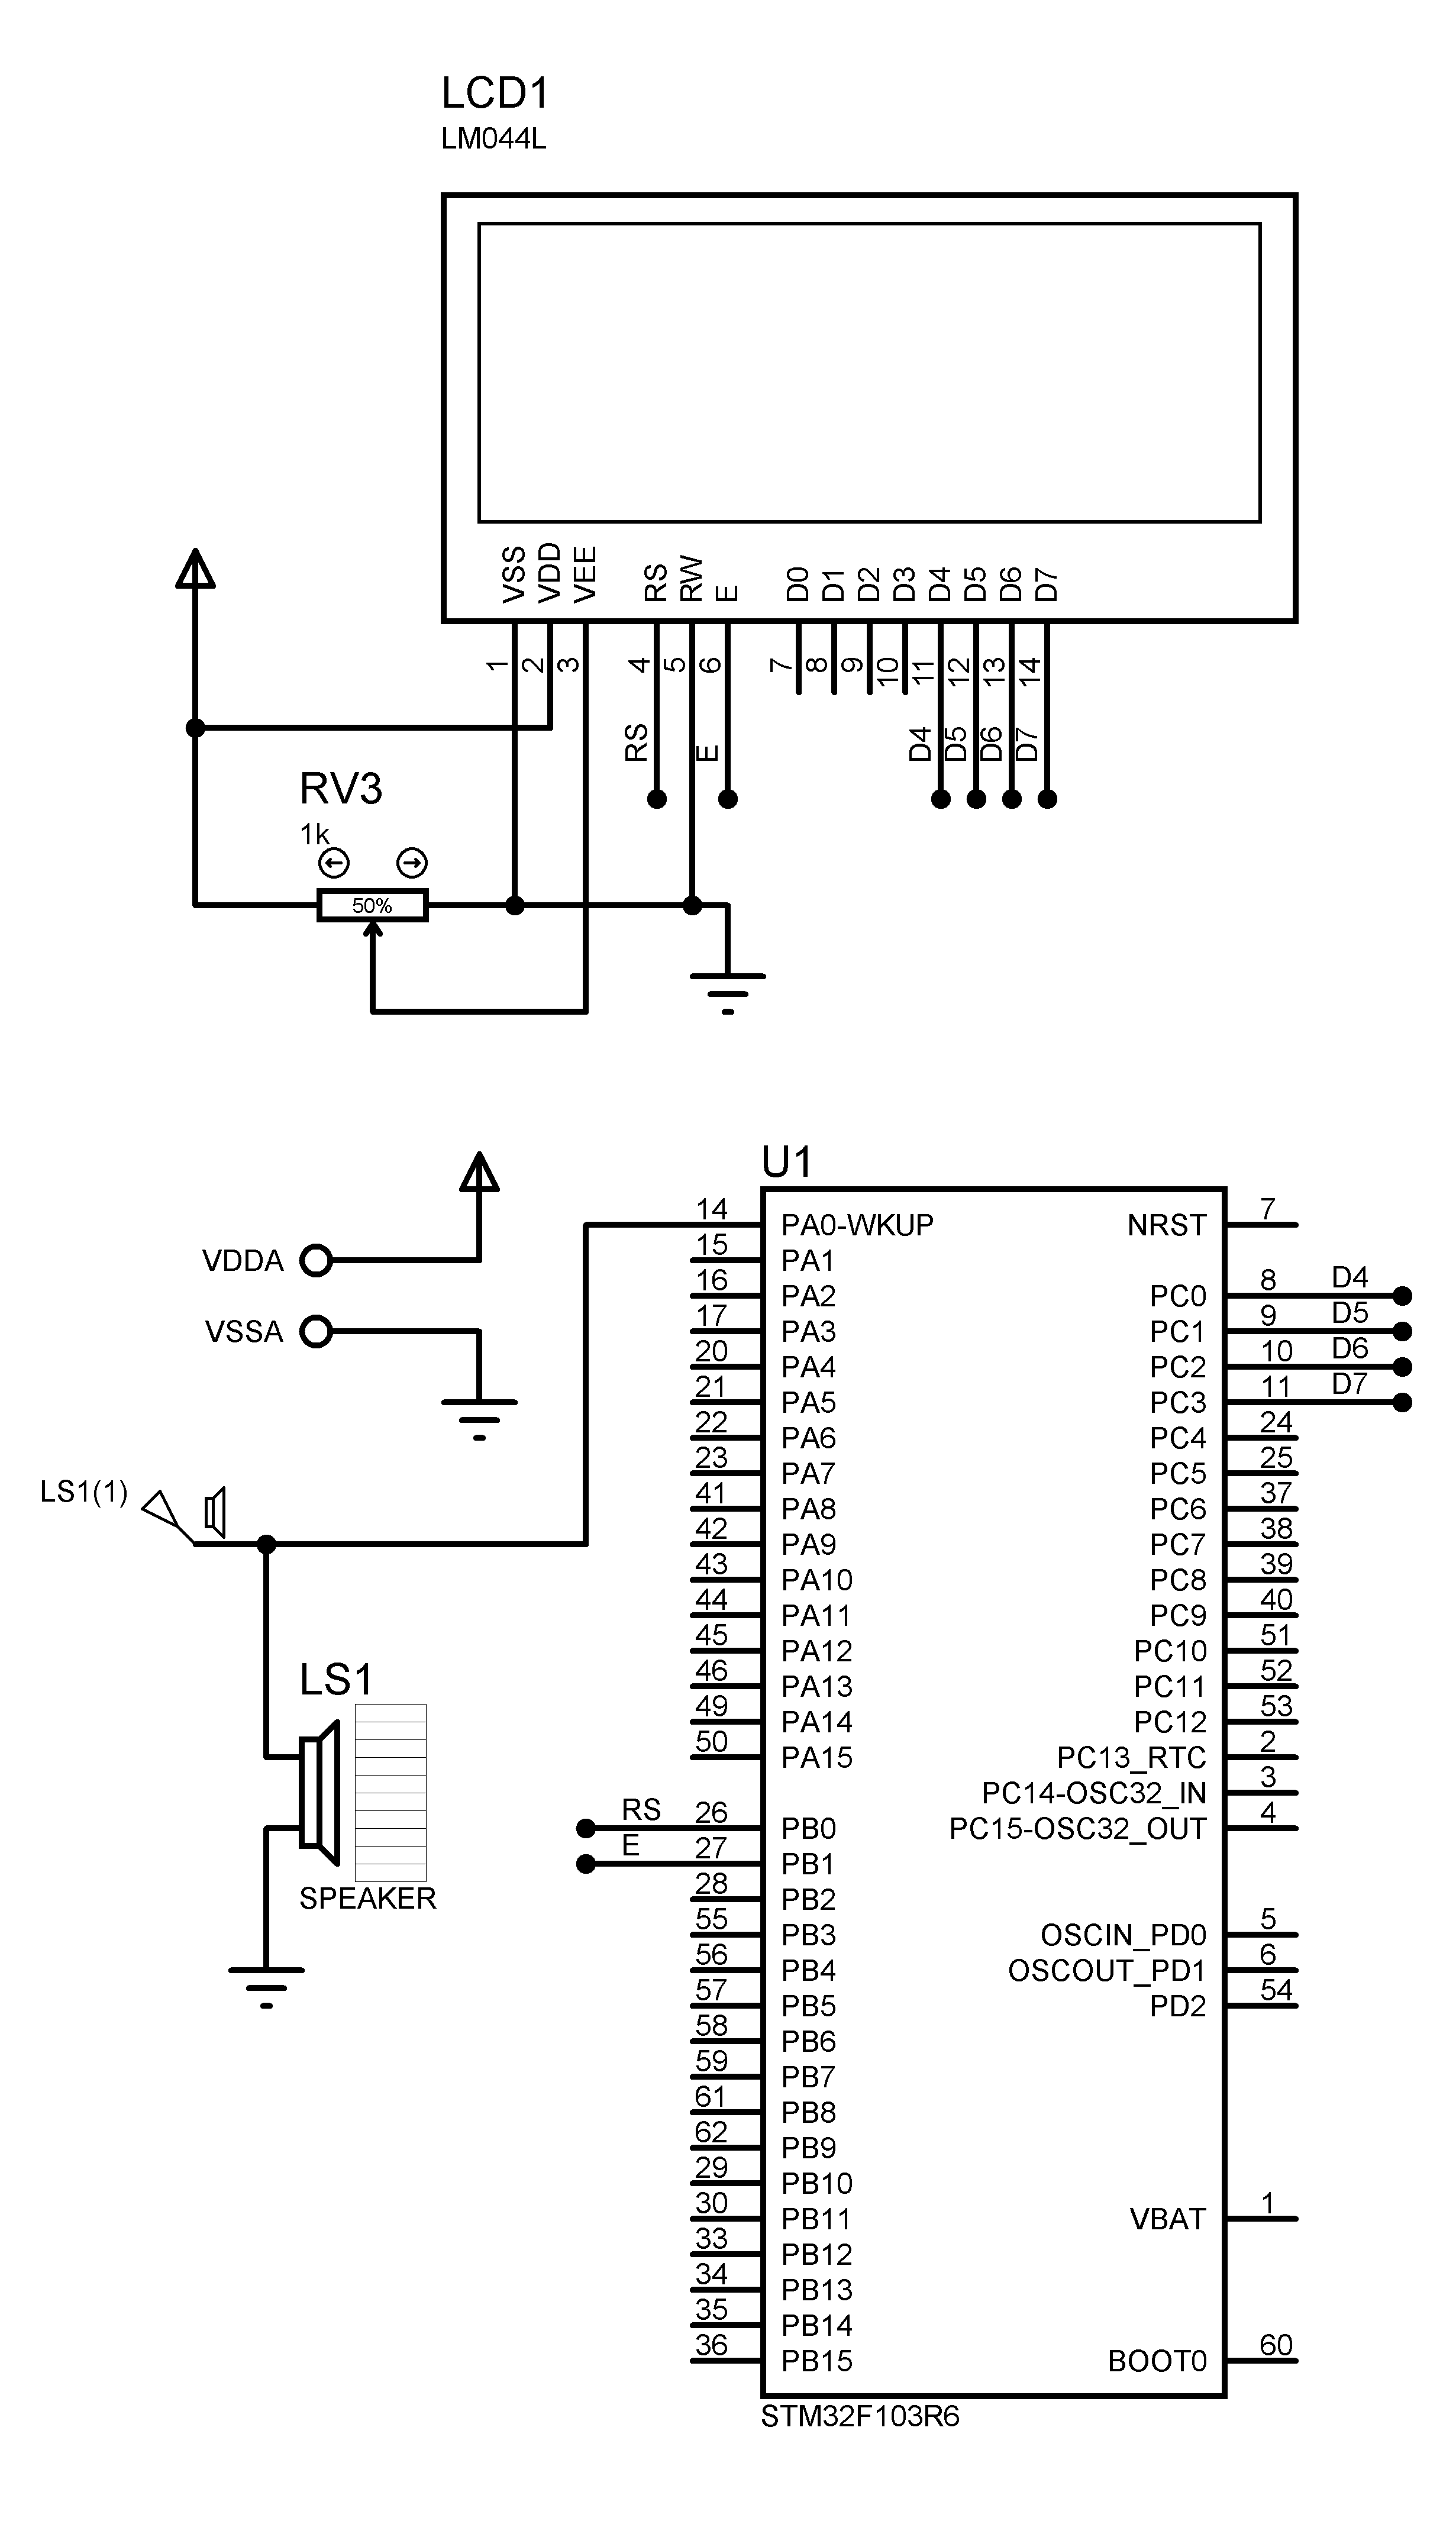 LCD1
LM044L
VSS VDD VEE RS RW E D0 D1 D2 D3 D4 D5 D6 D7
1 2 3 4 5 6 7 8 9 10 11 12 13 14
RS E D4 D5 D6 D7
RV3
1k
50%
VDDA
VSSA
LS1(1)
LS1
SPEAKER
U1
14 PA0-WKUP NRST 7
15 PA1
16 PA2 PC0 8 D4
17 PA3 PC1 9 D5
20 PA4 PC2 10 D6
21 PA5 PC3 11 D7
22 PA6 PC4 24
23 PA7 PC5 25
41 PA8 PC6 37
42 PA9 PC7 38
43 PA10 PC8 39
44 PA11 PC9 40
45 PA12 PC10 51
46 PA13 PC11 52
49 PA14 PC12 53
50 PA15 PC13_RTC 2
PC14-OSC32_IN 3
RS 26 PB0 PC15-OSC32_OUT 4
E 27 PB1
28 PB2
55 PB3 OSCIN_PD0 5
56 PB4 OSCOUT_PD1 6
57 PB5 PD2 54
58 PB6
59 PB7
61 PB8
62 PB9
29 PB10
30 PB11 VBAT 1
33 PB12
34 PB13
35 PB14
36 PB15 BOOT0 60
STM32F103R6